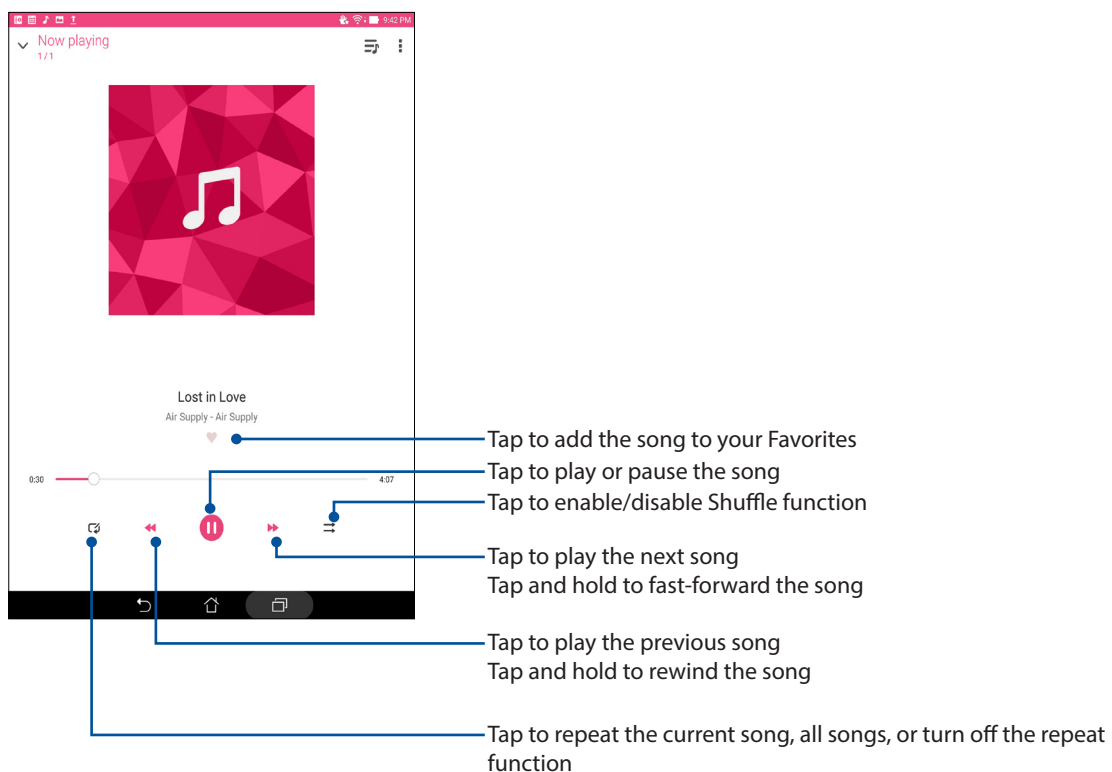 9:42 PM
Now playing
1/1
Lost in Love
Air Supply - Air Supply
Tap to add the song to your Favorites
Tap to play or pause the song
0:30
4:07
Tap to enable/disable Shuffle function
Tap to play the next song
Tap and hold to fast-forward the song
Tap to play the previous song
Tap and hold to rewind the song
Tap to repeat the current song, all songs, or turn off the repeat
function